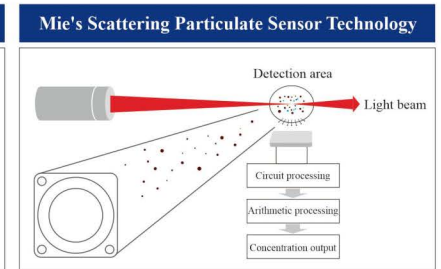 Mie's Scattering Particulate Sensor Technology
Detection area
Light beam
Circuit processing
Arithmetic processing
Concentration output